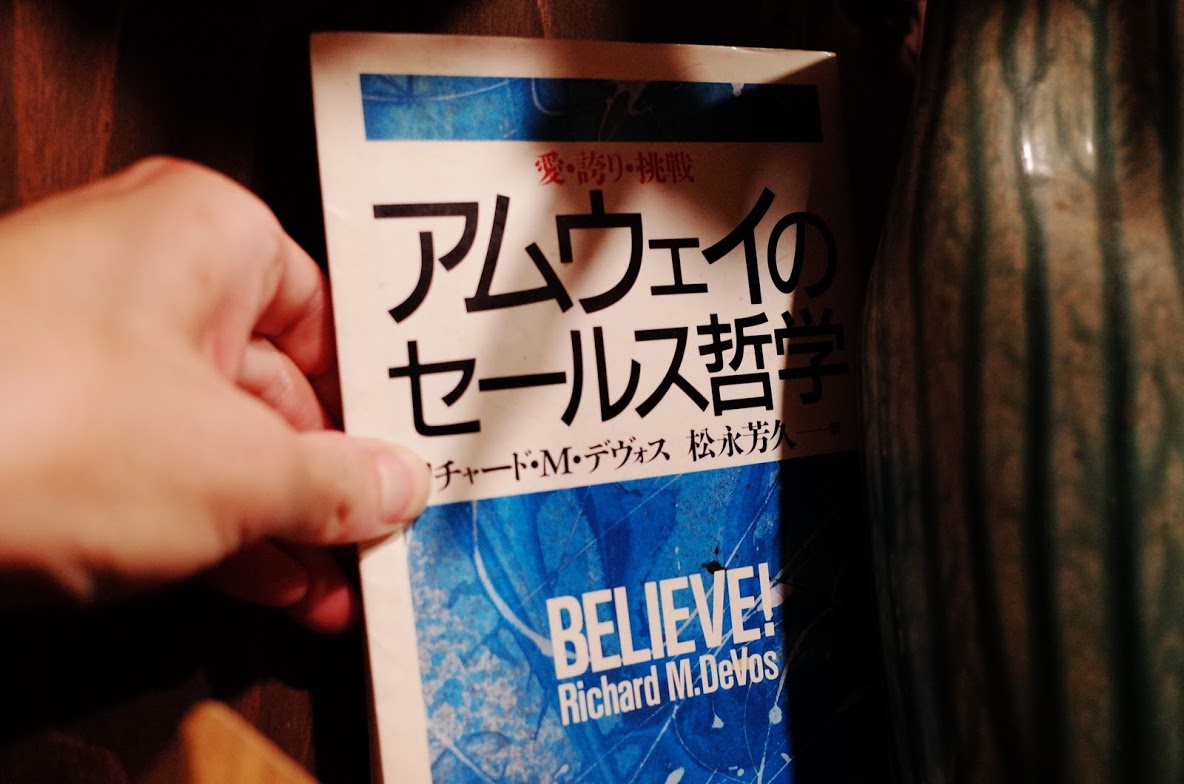 愛・誇り・挑戦
アムウェイの
セールス哲学
チャード・M・デヴォス 松永芳久―訳
BELIEVE!
Richard M.DeVos